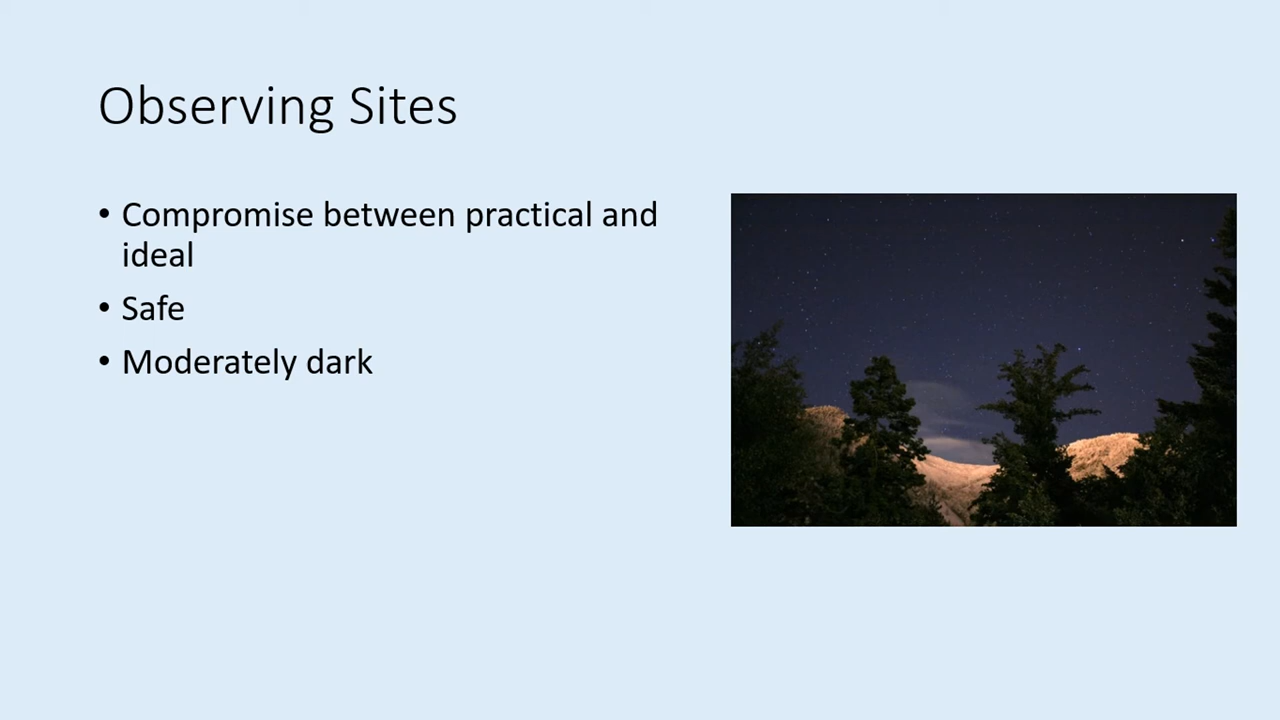 Observing Sites
• Compromise between practical and
ideal
• Safe
• Moderately dark